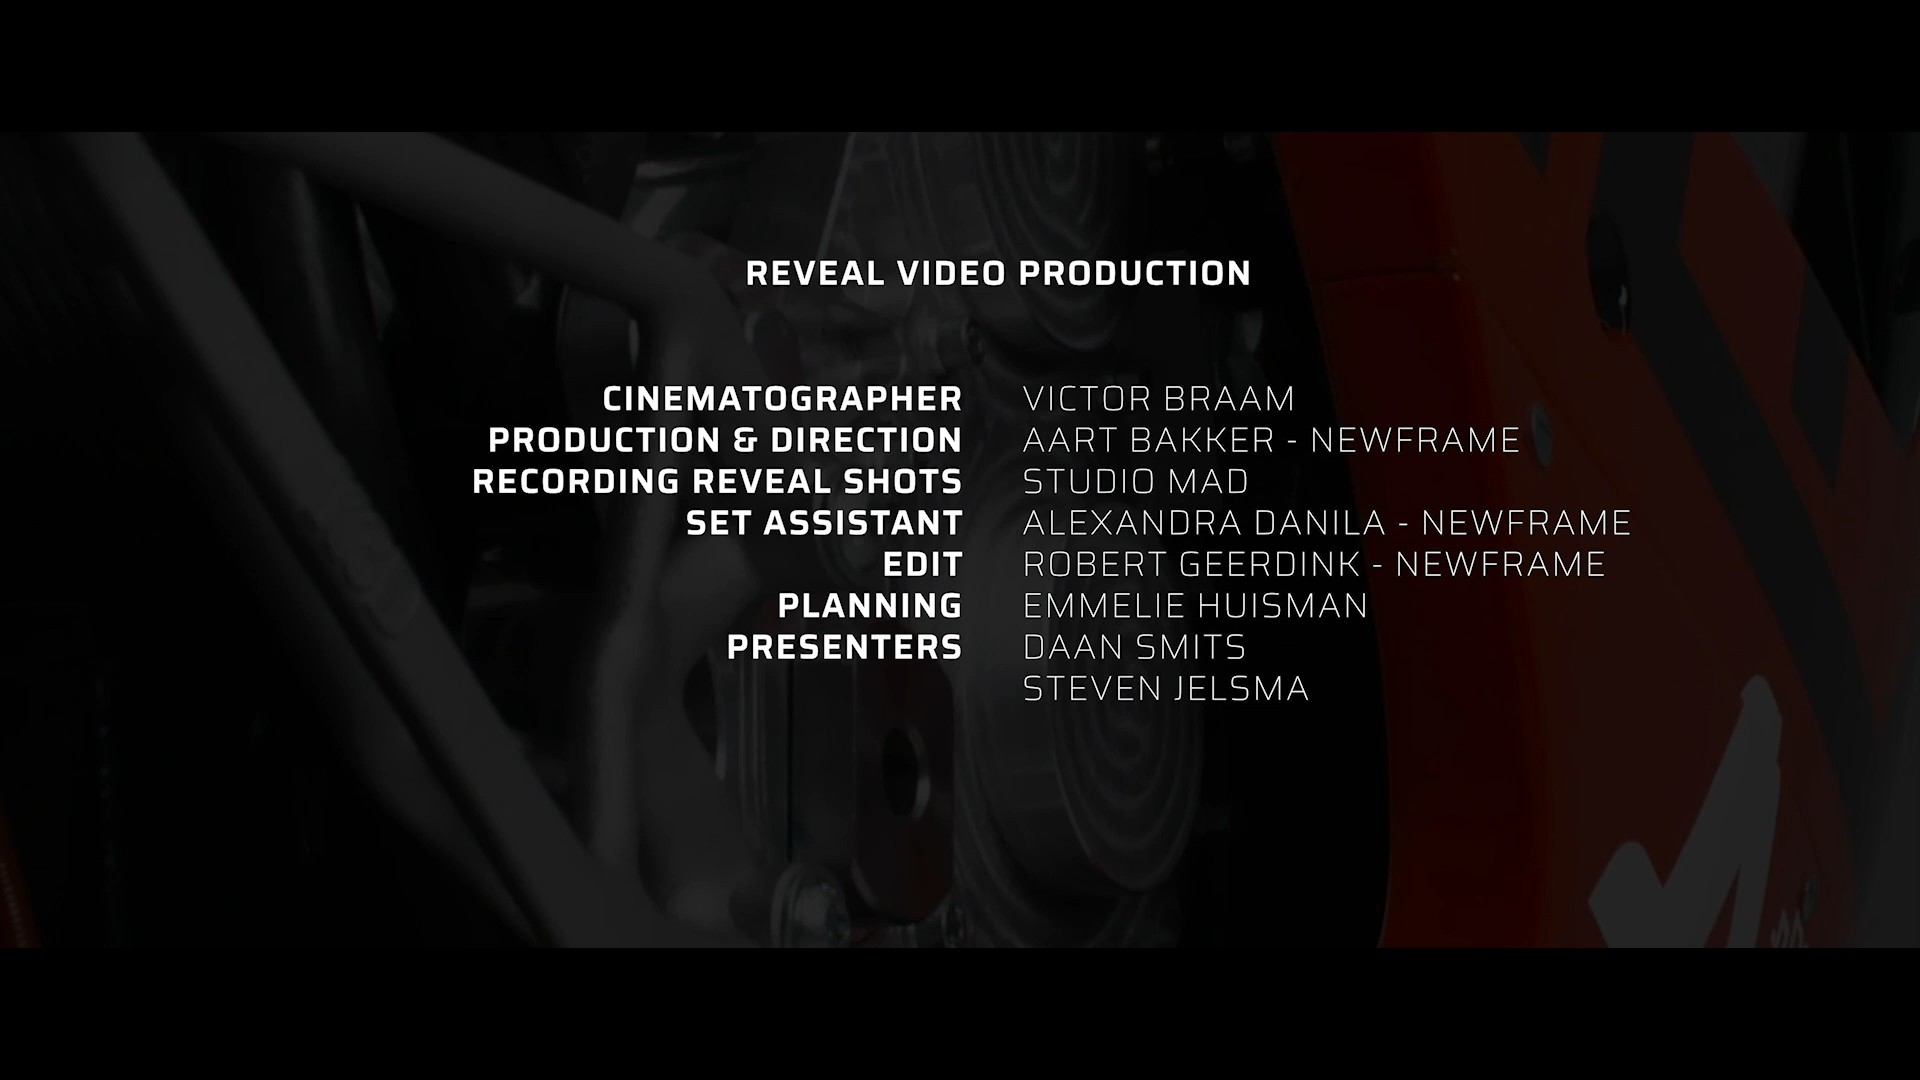 REVEAL VIDEO PRODUCTION
CINEMATOGRAPHER VICTOR BRAAM
PRODUCTION & DIRECTION AART BAKKER - NEWFRAME
RECORDING REVEAL SHOTS STUDIO MAD
SET ASSISTANT ALEXANDRA DANILA - NEWFRAME
EDIT ROBERT GEERDINK - NEWFRAME
PLANNING EMMELIE HUISMAN
PRESENTERS DAAN SMITS
STEVEN JELSMA